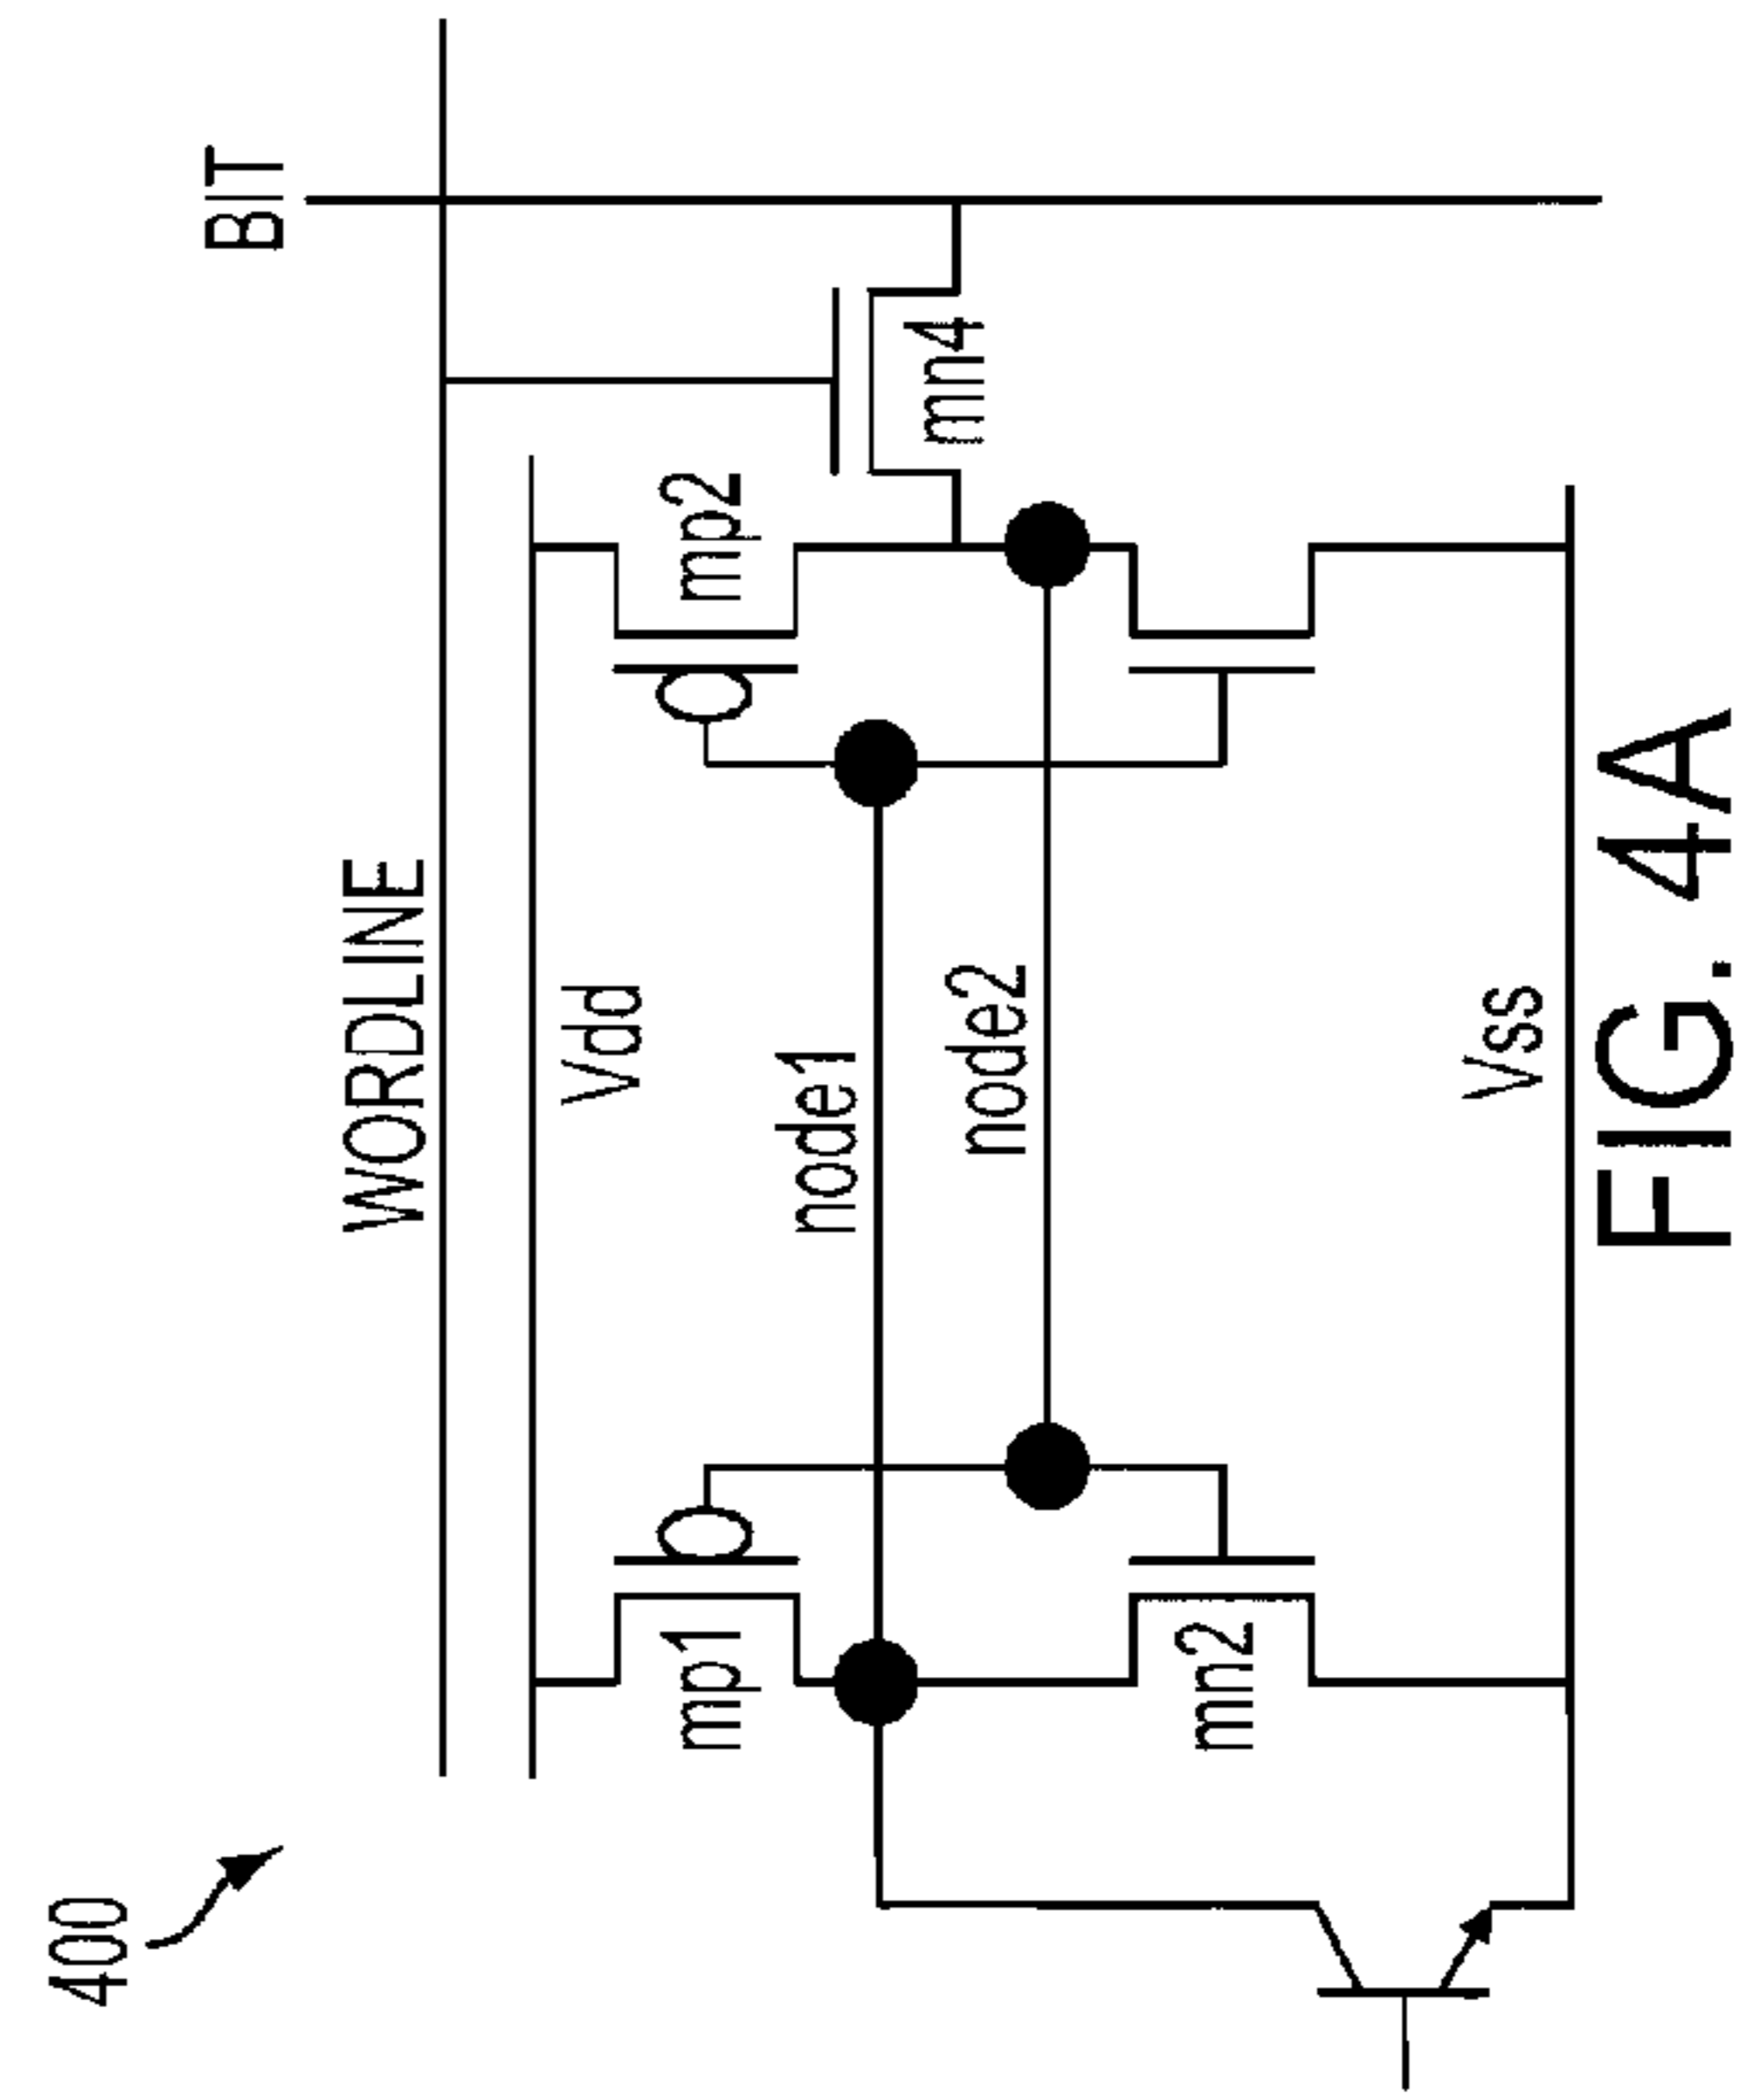 400
WORDLINE
BIT
Vdd
mp1
mp2
node1
mn4
node2
mn2
Vss
FIG. 4A